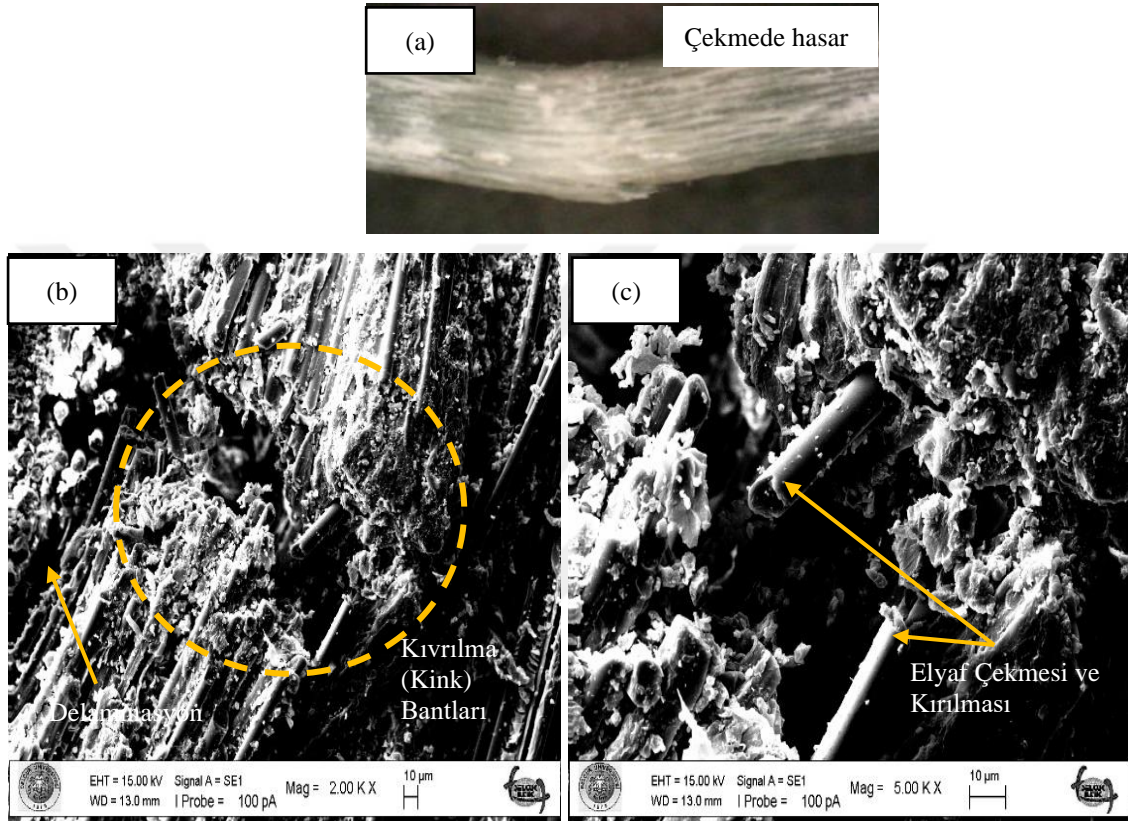 (a)
Çekmede hasar
(b)
Kıvrılma
(Kink)
Bantları
Delaminasyon
EHT = 15.00 kV
Signal A = SE1
Mag = 2.00 K X
10 µm
WD = 13.0 mm
I Probe = 100 pA
(c)
Elyaf Çekmesi ve
Kırılması
EHT = 15.00 kV
Signal A = SE1
Mag = 5.00 K X
10 µm
WD = 13.0 mm
I Probe = 100 pA